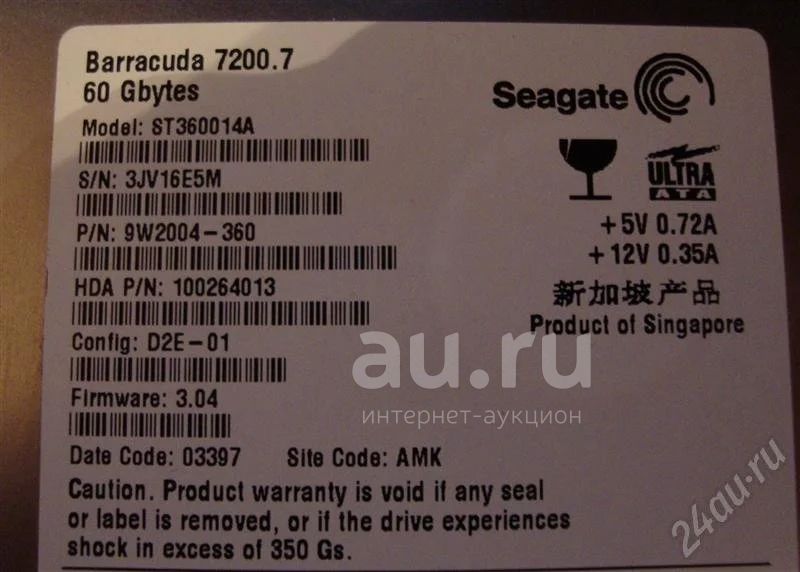 Barracuda 7200.7
60 Gbytes
Model: ST360014A
S/N: 3JV16E5M
P/N: 9W2004-360
HDA P/N: 100264013
Config: D2E-01
Firmware: 3.04
Date Code: 03397 Site Code: AMK
Caution. Product warranty is void if any seal
or label is removed, or if the drive experiences
shock in excess of 350 Gs.
Seagate
ULTRA
ATA
+5V 0.72A
+12V 0.35A
新加坡产品
Product of Singapore
au.ru
интернет-аукцион
24au.ru